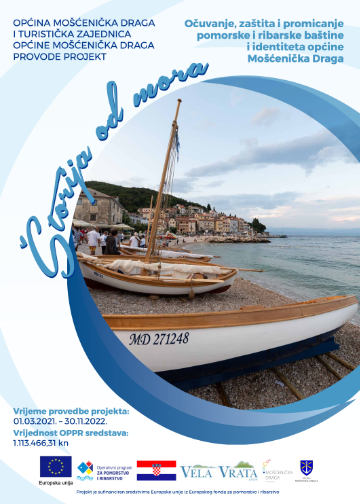 OPĆINA MOŠĆENIČKA DRAGA
I TURISTIČKA ZAJEDNICA
OPĆINE MOŠĆENIČKA DRAGA
PROVODE PROJEKT
Očuvanje, zaštita i promicanje
pomorske i ribarske baštine
i identiteta općine
Mošćenička Draga
Štorija od mora
MD 271248
Vrijeme provedbe projekta:
01.03.2021. – 30.11.2022.
Vrijednost OPPR sredstava:
1.113.466,31 kn
Europska unija
Operativni program
ZA POMORSTVO
I RIBARSTVO
VELA VRATA
MOŠĆENIČKA
DRAGA
Projekt je sufinanciran sredstvima Europske unije iz Europskog fonda za pomorstvo i ribarstvo